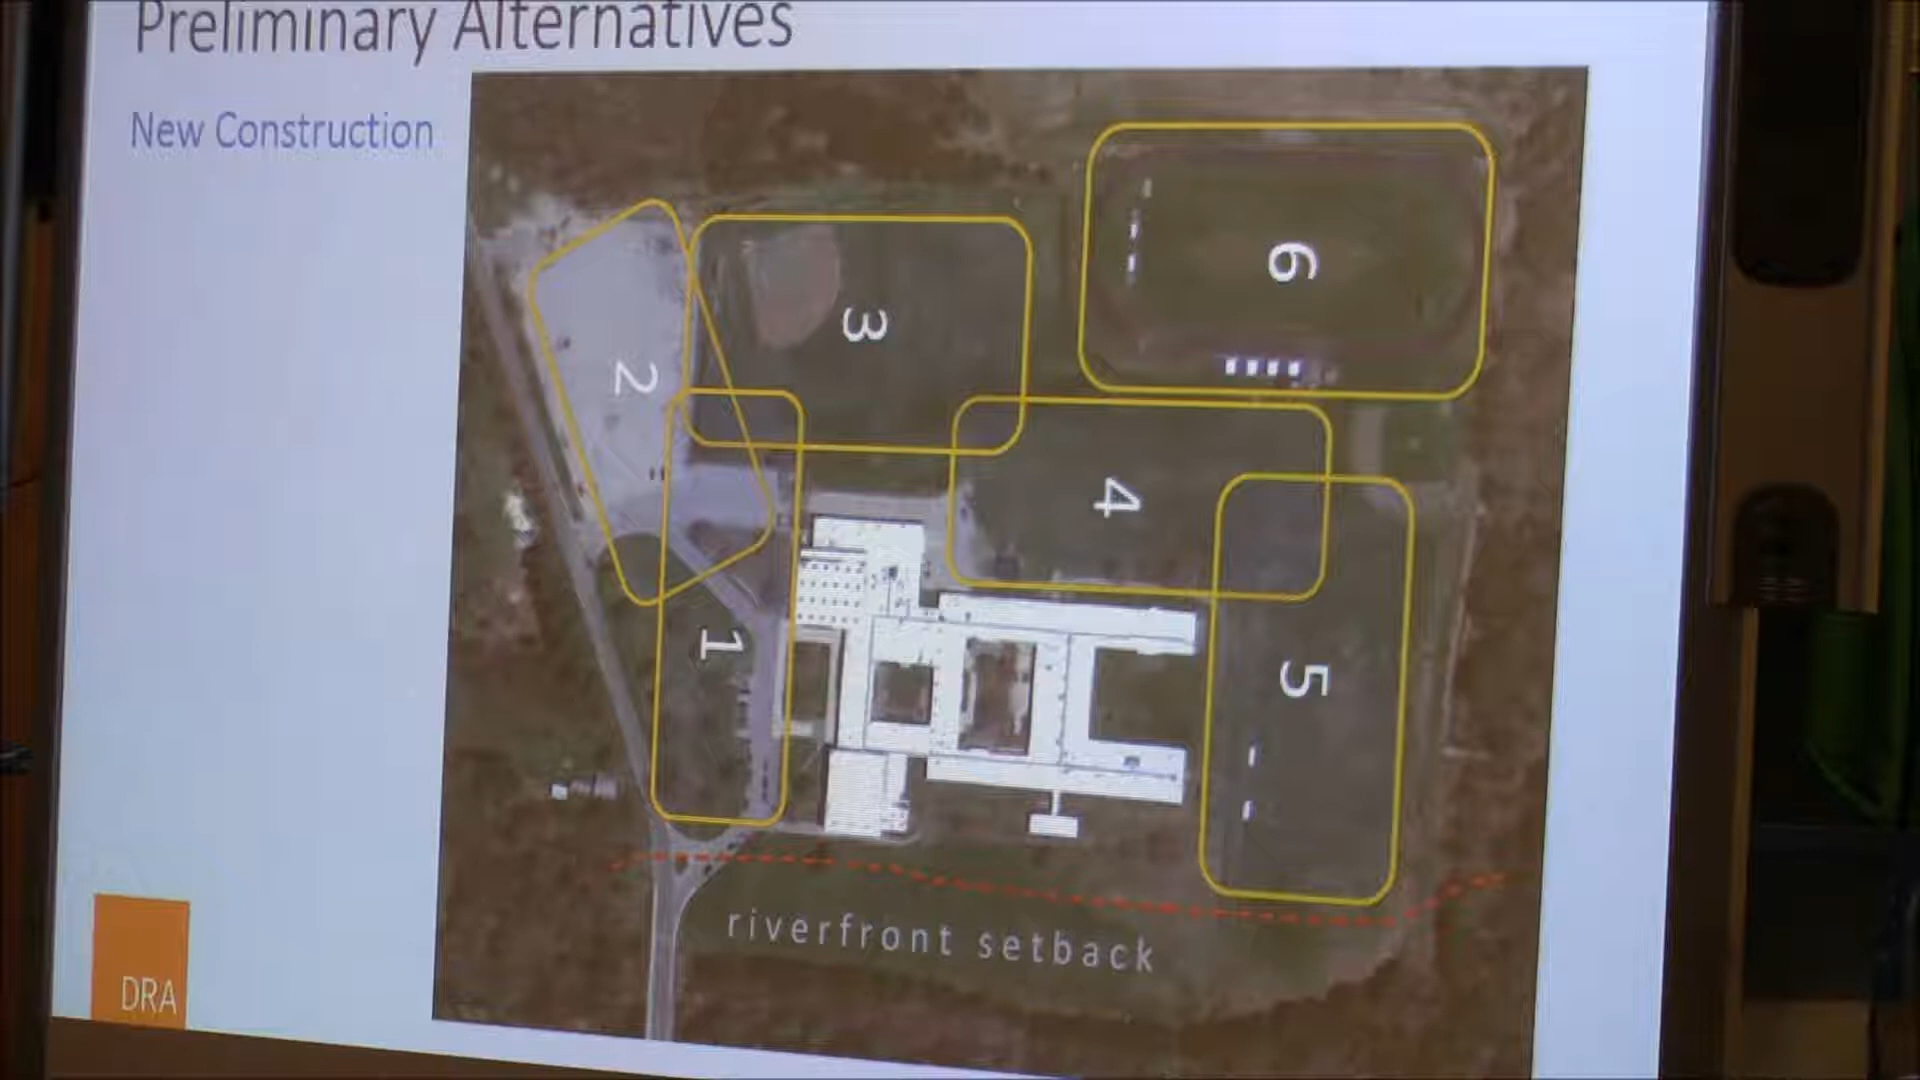 Preliminary Alternatives
New Construction
6
3
2
4
1
5
riverfront setback
DRA